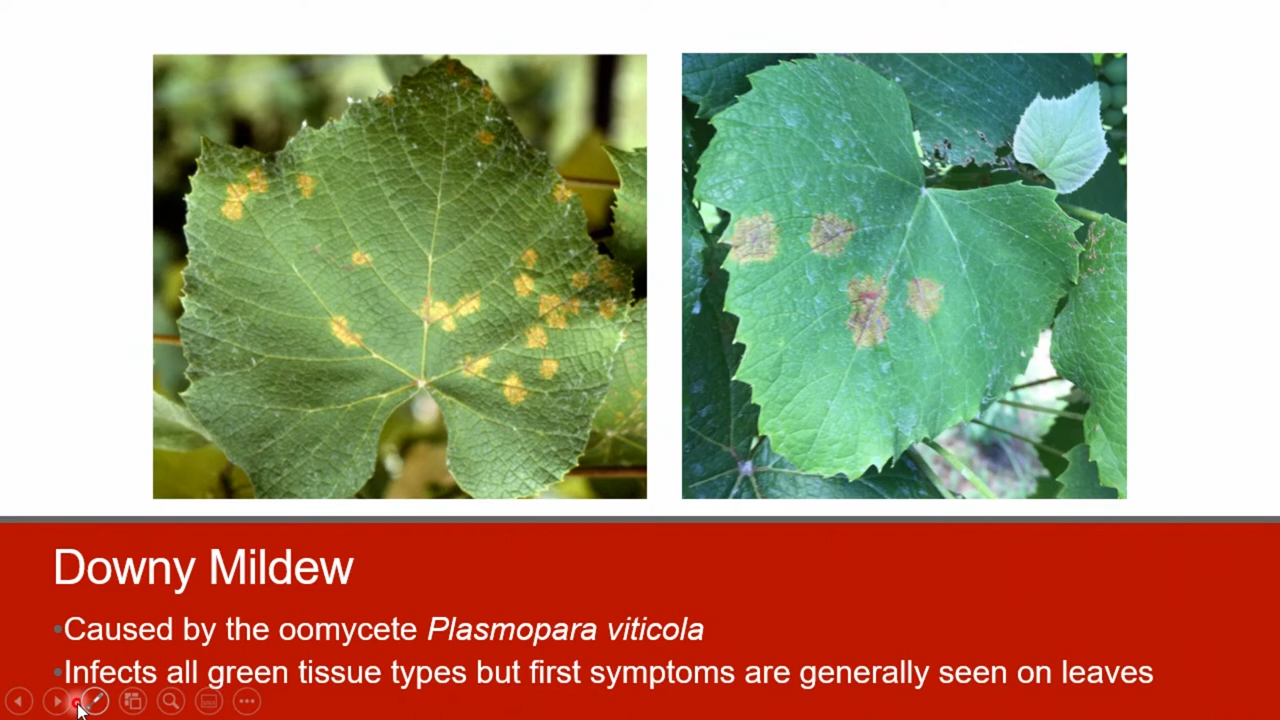 Downy Mildew
•Caused by the oomycete Plasmopara viticola
•Infects all green tissue types but first symptoms are generally seen on leaves